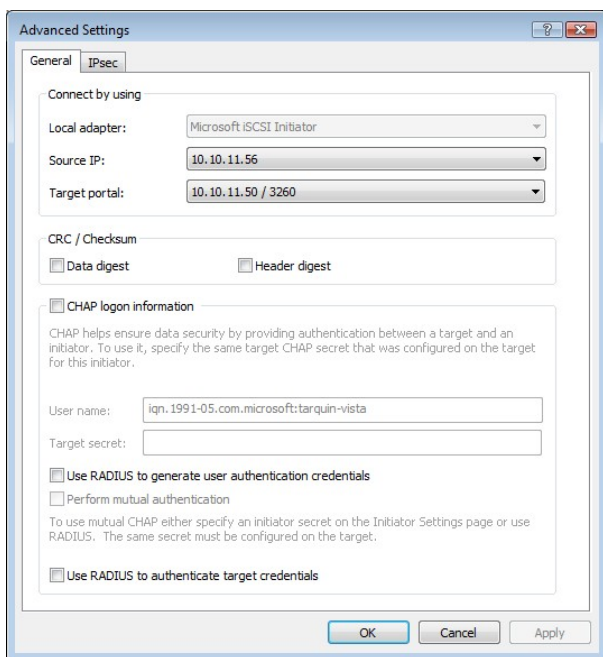 Advanced Settings
General
IPsec
Connect by using
Local adapter: Microsoft iSCSI Initiator
Source IP: 10.10.11.56
Target portal: 10.10.11.50 / 3260
CRC / Checksum
Data digest Header digest
CHAP logon information
CHAP helps ensure data security by providing authentication between a target and an
initiator. To use it, specify the same target CHAP secret that was configured on the target
for this initiator.
User name: iqn.1991-05.com.microsoft:tarquin-vista
Target secret:
Use RADIUS to generate user authentication credentials
Perform mutual authentication
To use mutual CHAP either specify an initiator secret on the Initiator Settings page or use
RADIUS. The same secret must be configured on the target.
Use RADIUS to authenticate target credentials
OK Cancel Apply